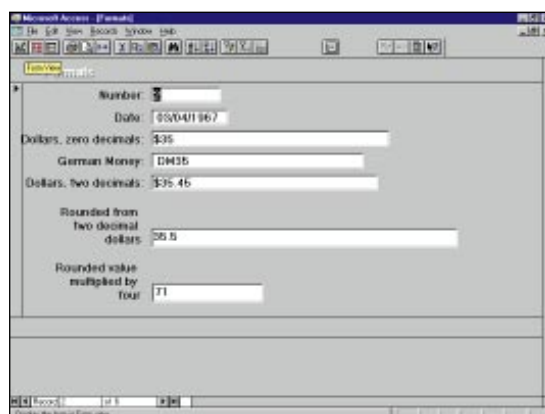 Microsoft Access - [Formats]
File Edit View Records Window Help
Form View
Number:
Date: 03/04/1967
Dollars, zero decimals: $35
German Money: DM35
Dollars, two decimals: $35.45
Rounded from
two decimal
dollars 35.5
Rounded value
multiplied by
four 71
Record: 2 of 6